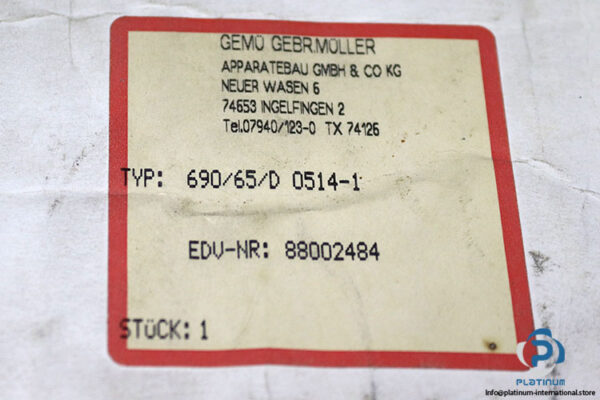 GEMÜ GEBR.MÜLLER
APPARATEBAU GMBH & CO KG
NEUER WASEN 6
74653 INGELFINGEN 2
Tel.07940/123-0 TX 74126
TYP: 690/65/D 0514-1
EDV-NR: 88002484
STÜCK: 1
PLATINUM
Info@platinum-international.store